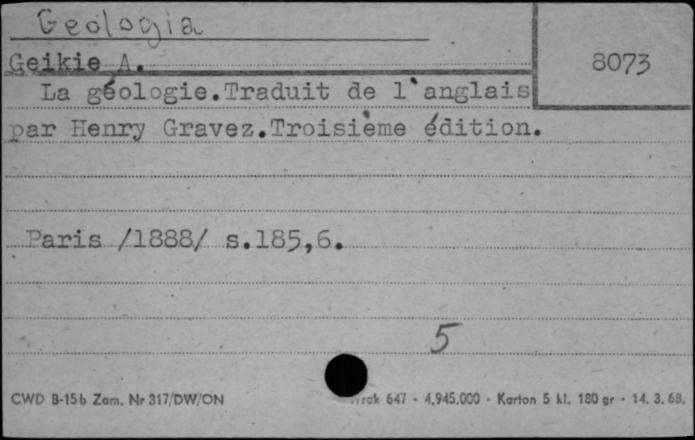 Geologia
Geikie A.
8073
La géologie.Traduit de l'anglais
par Henry Gravez.Troisième édition.
Paris /1888/ s.185,6.
5
CWD B-15b Zam. Nr 317/DW/ON
647 - 4.945.000 - Karton 5 kl. 180 gr - 14. 3. 68.